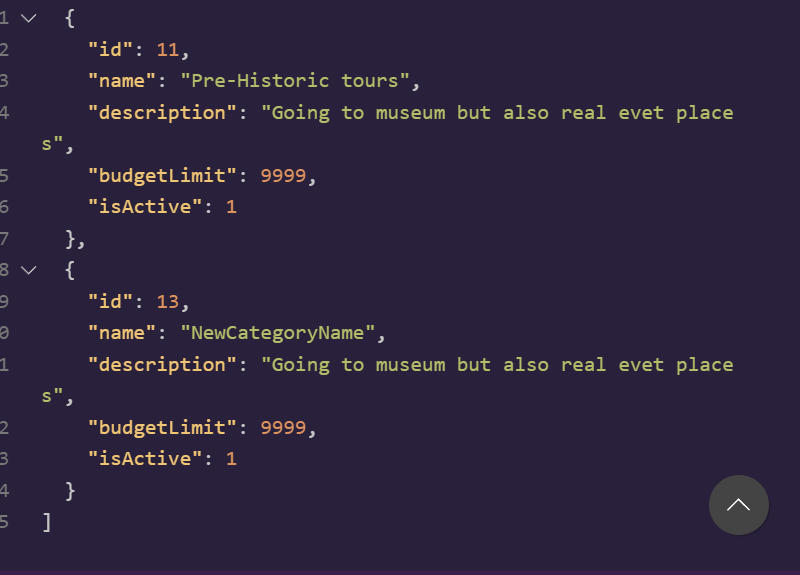 1 {
2 "id": 11,
3 "name": "Pre-Historic tours",
4 "description": "Going to museum but also real evet place
s",
5 "budgetLimit": 9999,
6 "isActive": 1
7 },
8 {
9 "id": 13,
0 "name": "NewCategoryName",
1 "description": "Going to museum but also real evet place
s",
2 "budgetLimit": 9999,
3 "isActive": 1
4 }
5 ]